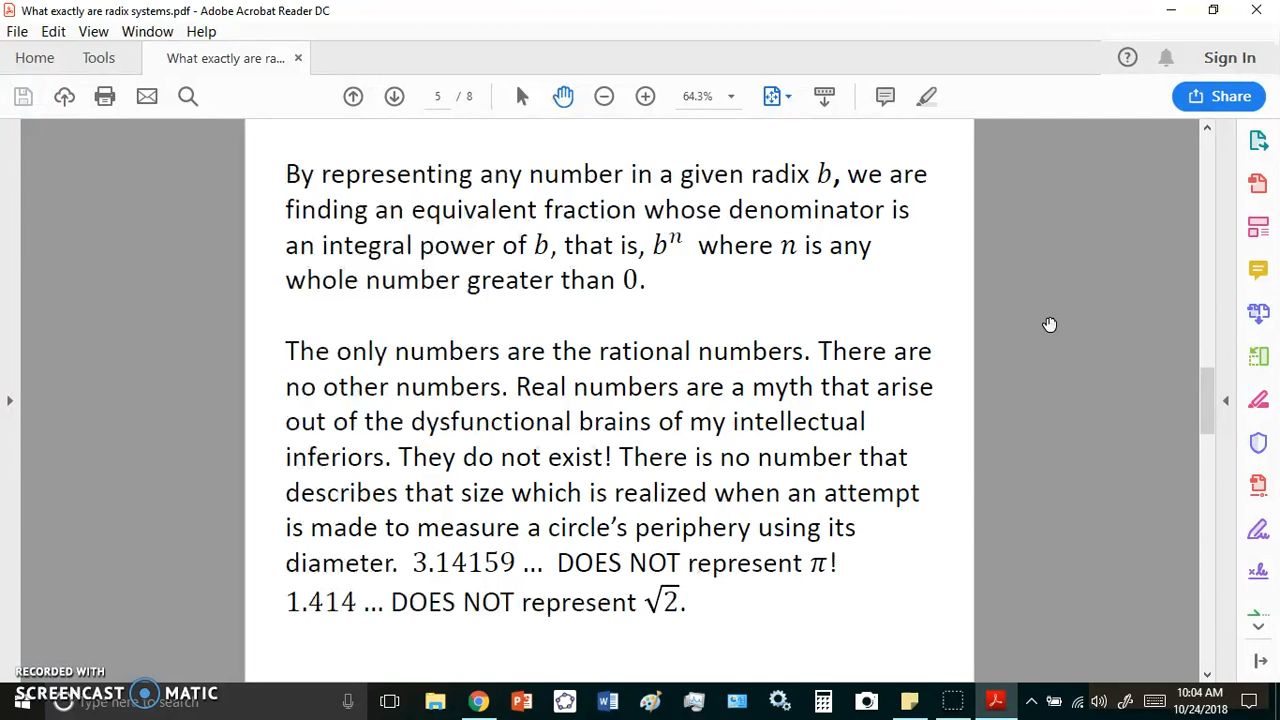 What exactly are radix systems.pdf - Adobe Acrobat Reader DC
File Edit View Window Help
Home Tools What exactly are ra... × Sign In
5 / 8 64.3% Share
By representing any number in a given radix b, we are
finding an equivalent fraction whose denominator is
an integral power of b, that is, bⁿ where n is any
whole number greater than 0.
The only numbers are the rational numbers. There are
no other numbers. Real numbers are a myth that arise
out of the dysfunctional brains of my intellectual
inferiors. They do not exist! There is no number that
describes that size which is realized when an attempt
is made to measure a circle’s periphery using its
diameter. 3.14159 ... DOES NOT represent π!
1.414 ... DOES NOT represent √2.
RECORDED WITH
SCREENCAST MATIC
Type here to search
10:04 AM
10/24/2018